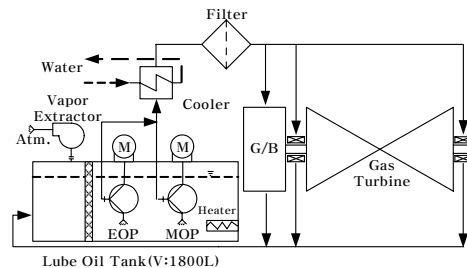 Filter
Water
Vapor
Extractor
Cooler
Atm.
M
M
G/B
Gas
Turbine
Heater
EOP
MOP
Lube Oil Tank(V:1800L)